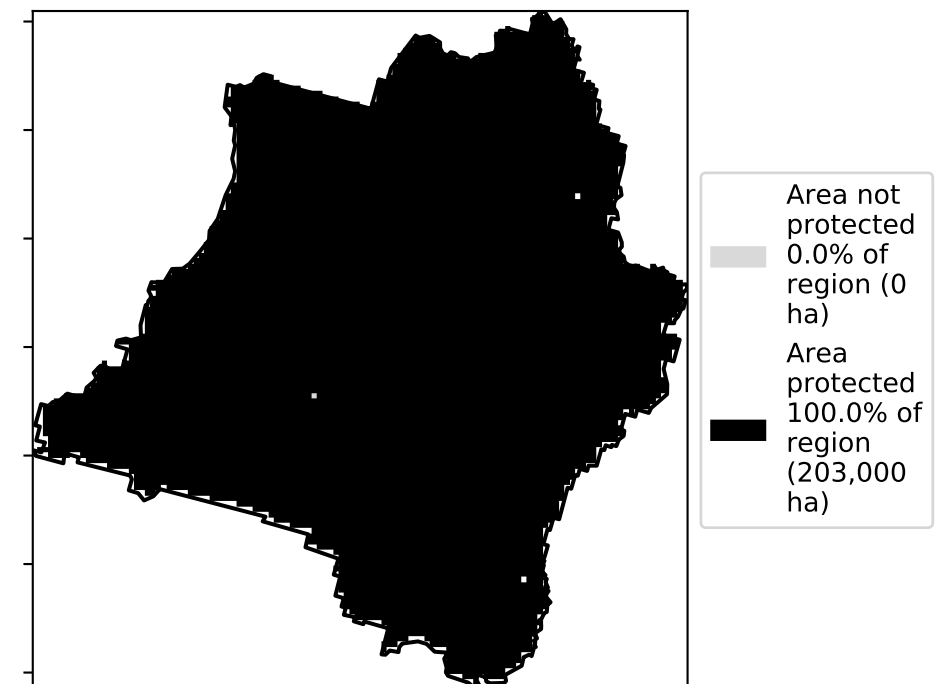 Area not
protected
0.0% of
region (0
ha)
Area
protected
100.0% of
region
(203,000
ha)